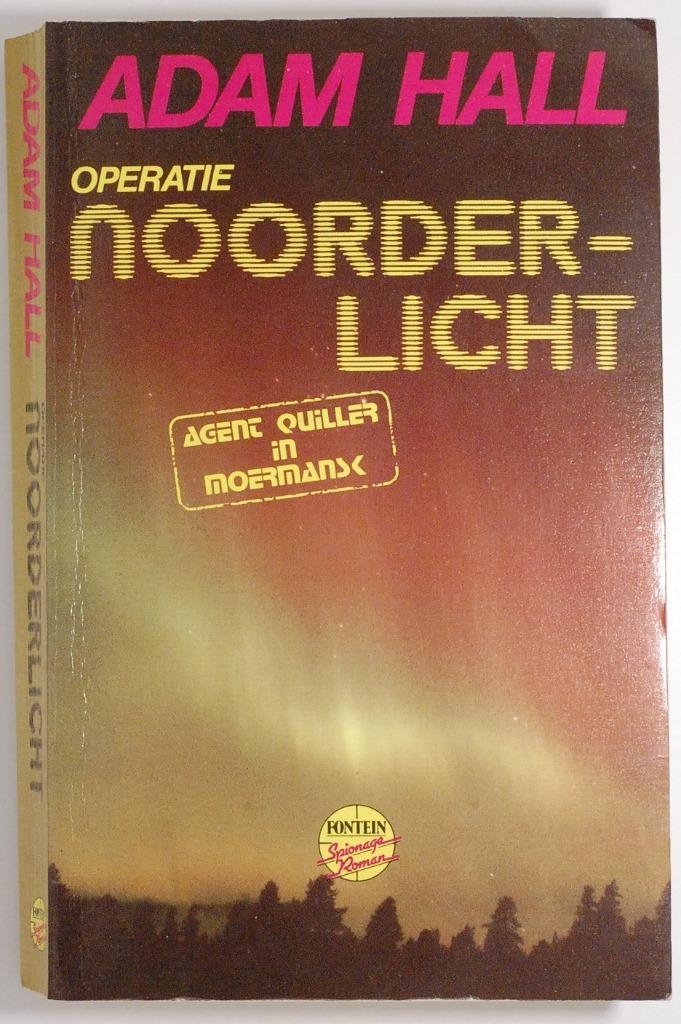 ADAM HALL
OPERATIE
NOORDER-
LICHT
AGENT QUILLER
in
MOERMANSK
FONTEIN
Spionage
Roman
ADAM HALL
NOORDERLICHT